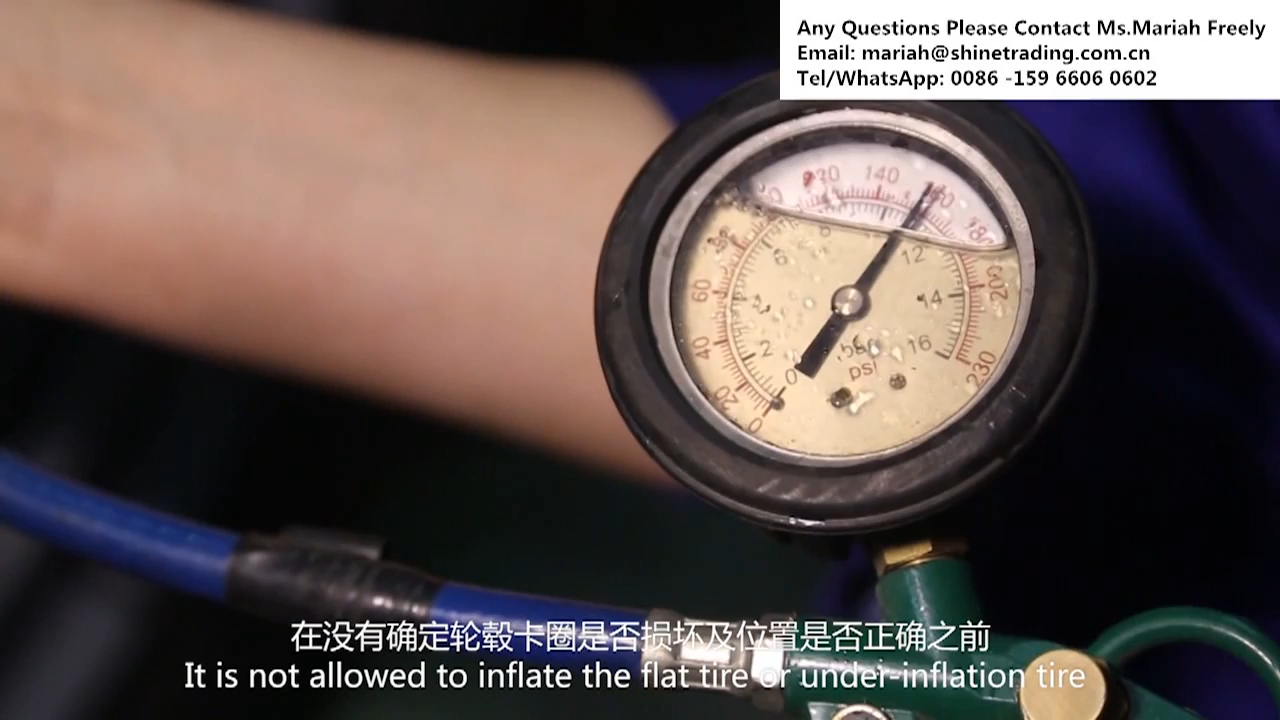 Any Questions Please Contact Ms.Mariah Freely
Email: mariah@shinetrading.com.cn
Tel/WhatsApp: 0086 -159 6606 0602
140
160
180
200
230
60
40
20
0
6
12
14
16
2
0
psi
在没有确定轮毂卡圈是否损坏及位置是否正确之前
It is not allowed to inflate the flat tire or under-inflation tire